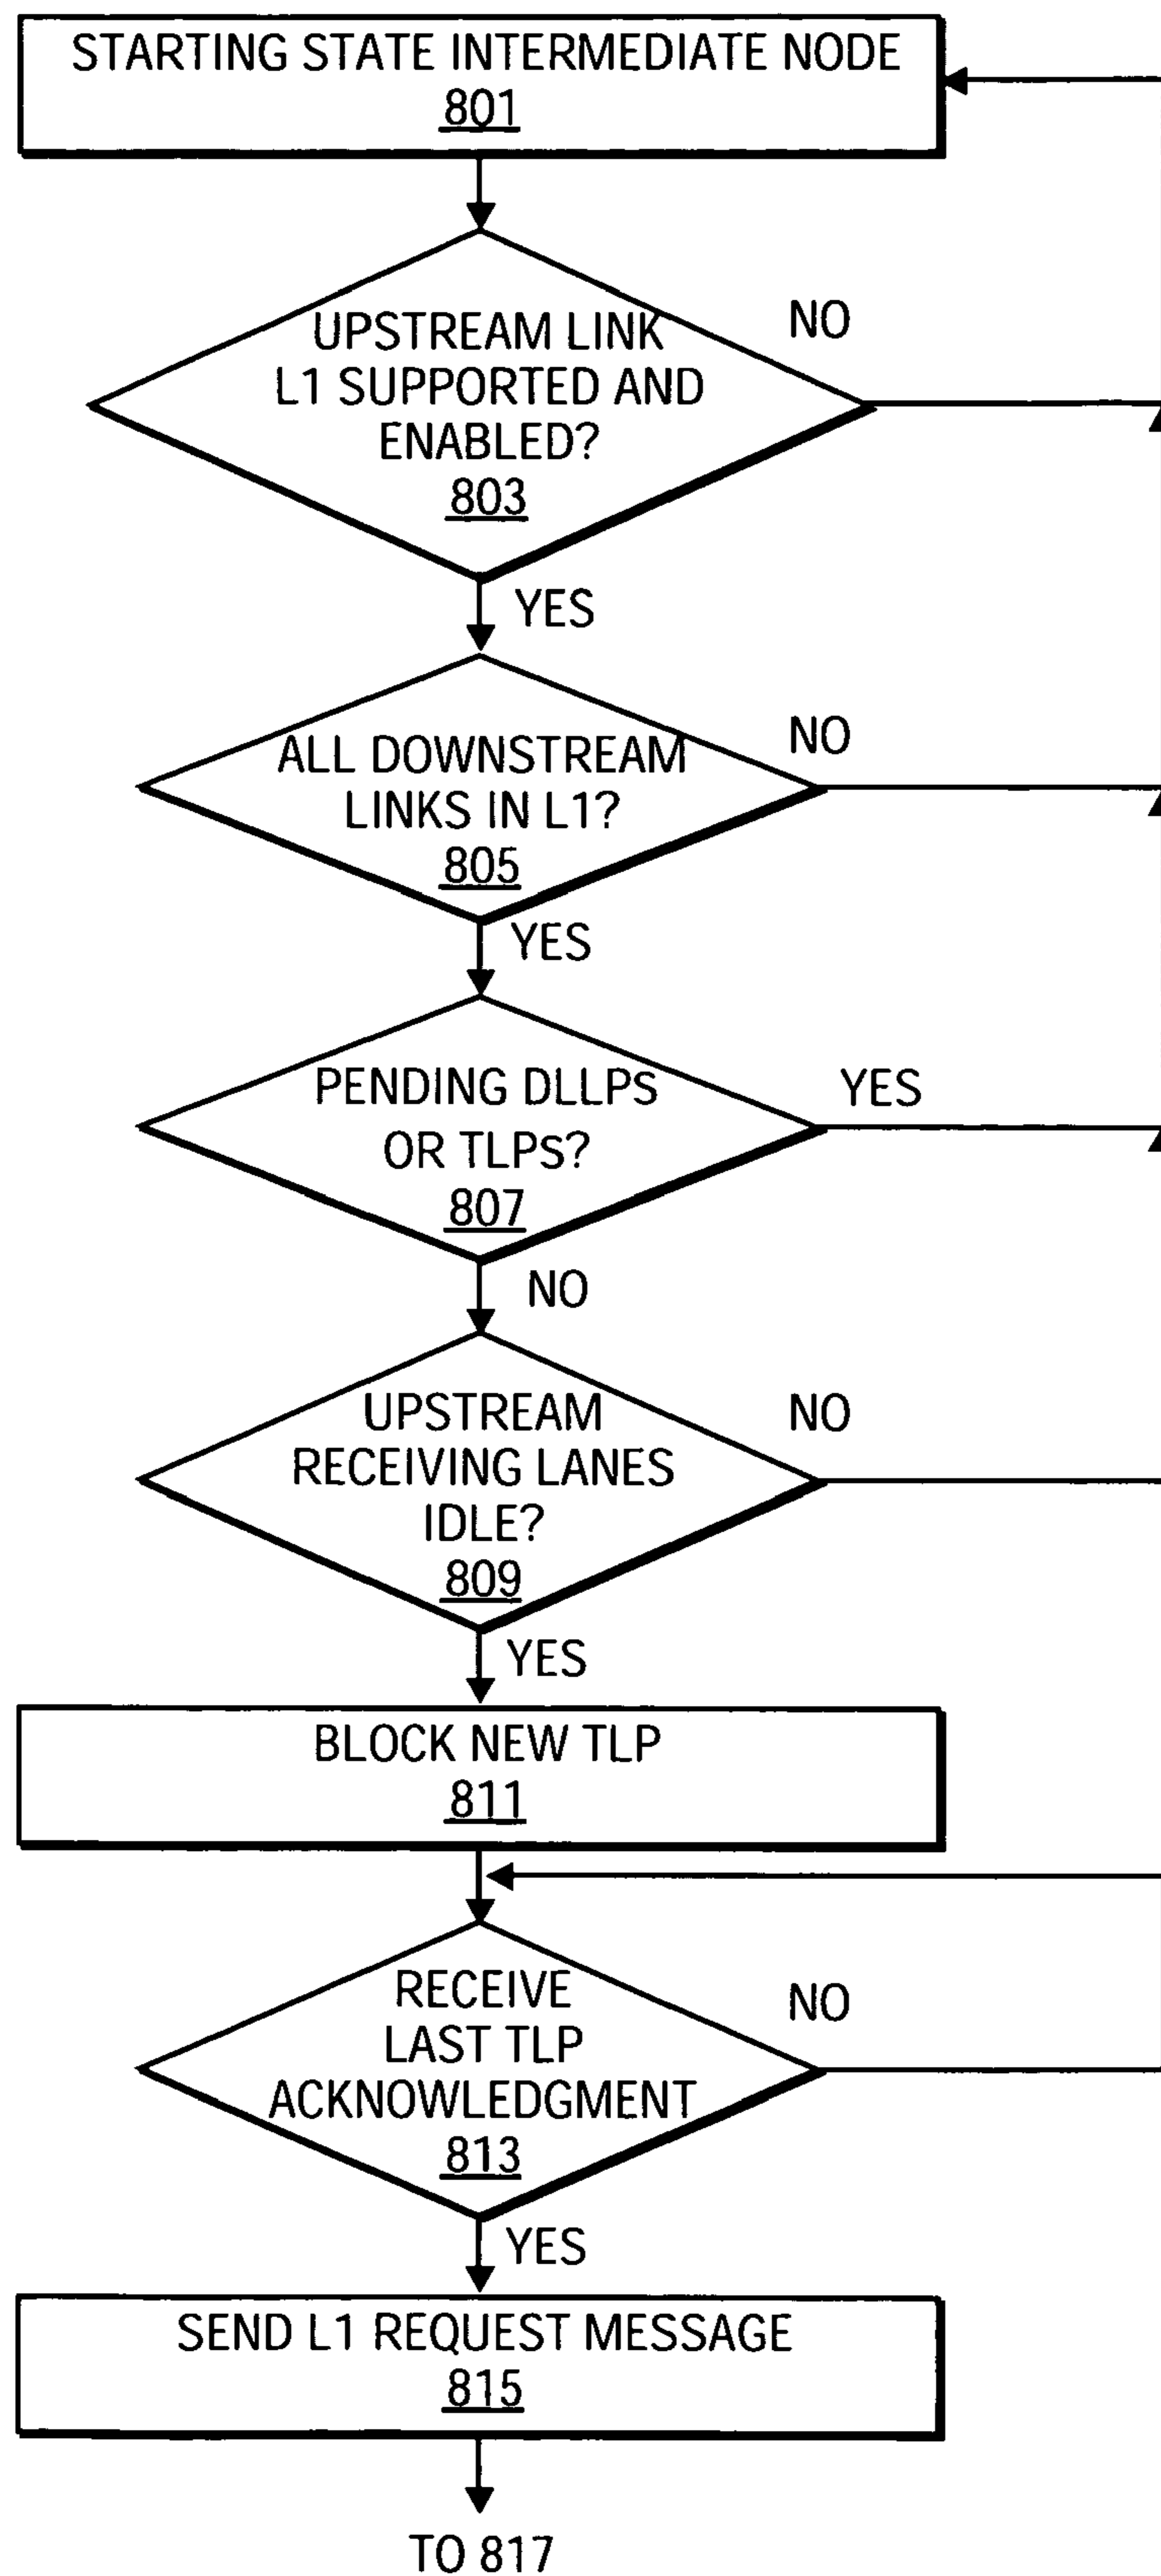 STARTING STATE INTERMEDIATE NODE
801
UPSTREAM LINK
L1 SUPPORTED AND
ENABLED?
803
NO
YES
ALL DOWNSTREAM
LINKS IN L1?
805
NO
YES
PENDING DLLPS
OR TLPs?
807
YES
NO
UPSTREAM
RECEIVING LANES
IDLE?
809
NO
YES
BLOCK NEW TLP
811
RECEIVE
LAST TLP
ACKNOWLEDGMENT
813
NO
YES
SEND L1 REQUEST MESSAGE
815
TO 817